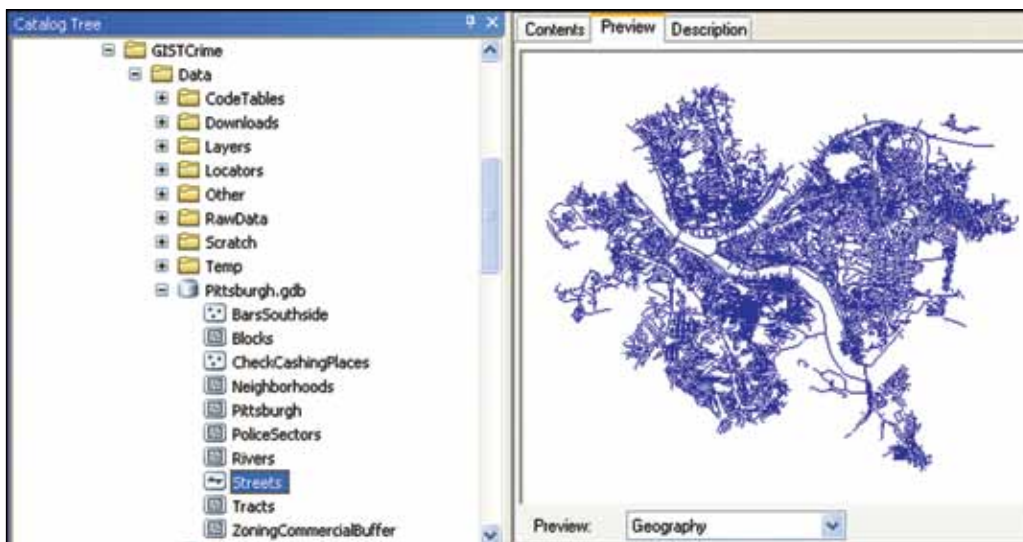 Catalog Tree
GISTCrime
Data
CodeTables
Downloads
Layers
Locators
Other
RawData
Scratch
Temp
Pittsburgh.gdb
BarsSouthside
Blocks
CheckCashingPlaces
Neighborhoods
Pittsburgh
PoliceSectors
Rivers
Streets
Tracts
ZoningCommercialBuffer
Contents Preview Description
Preview: Geography